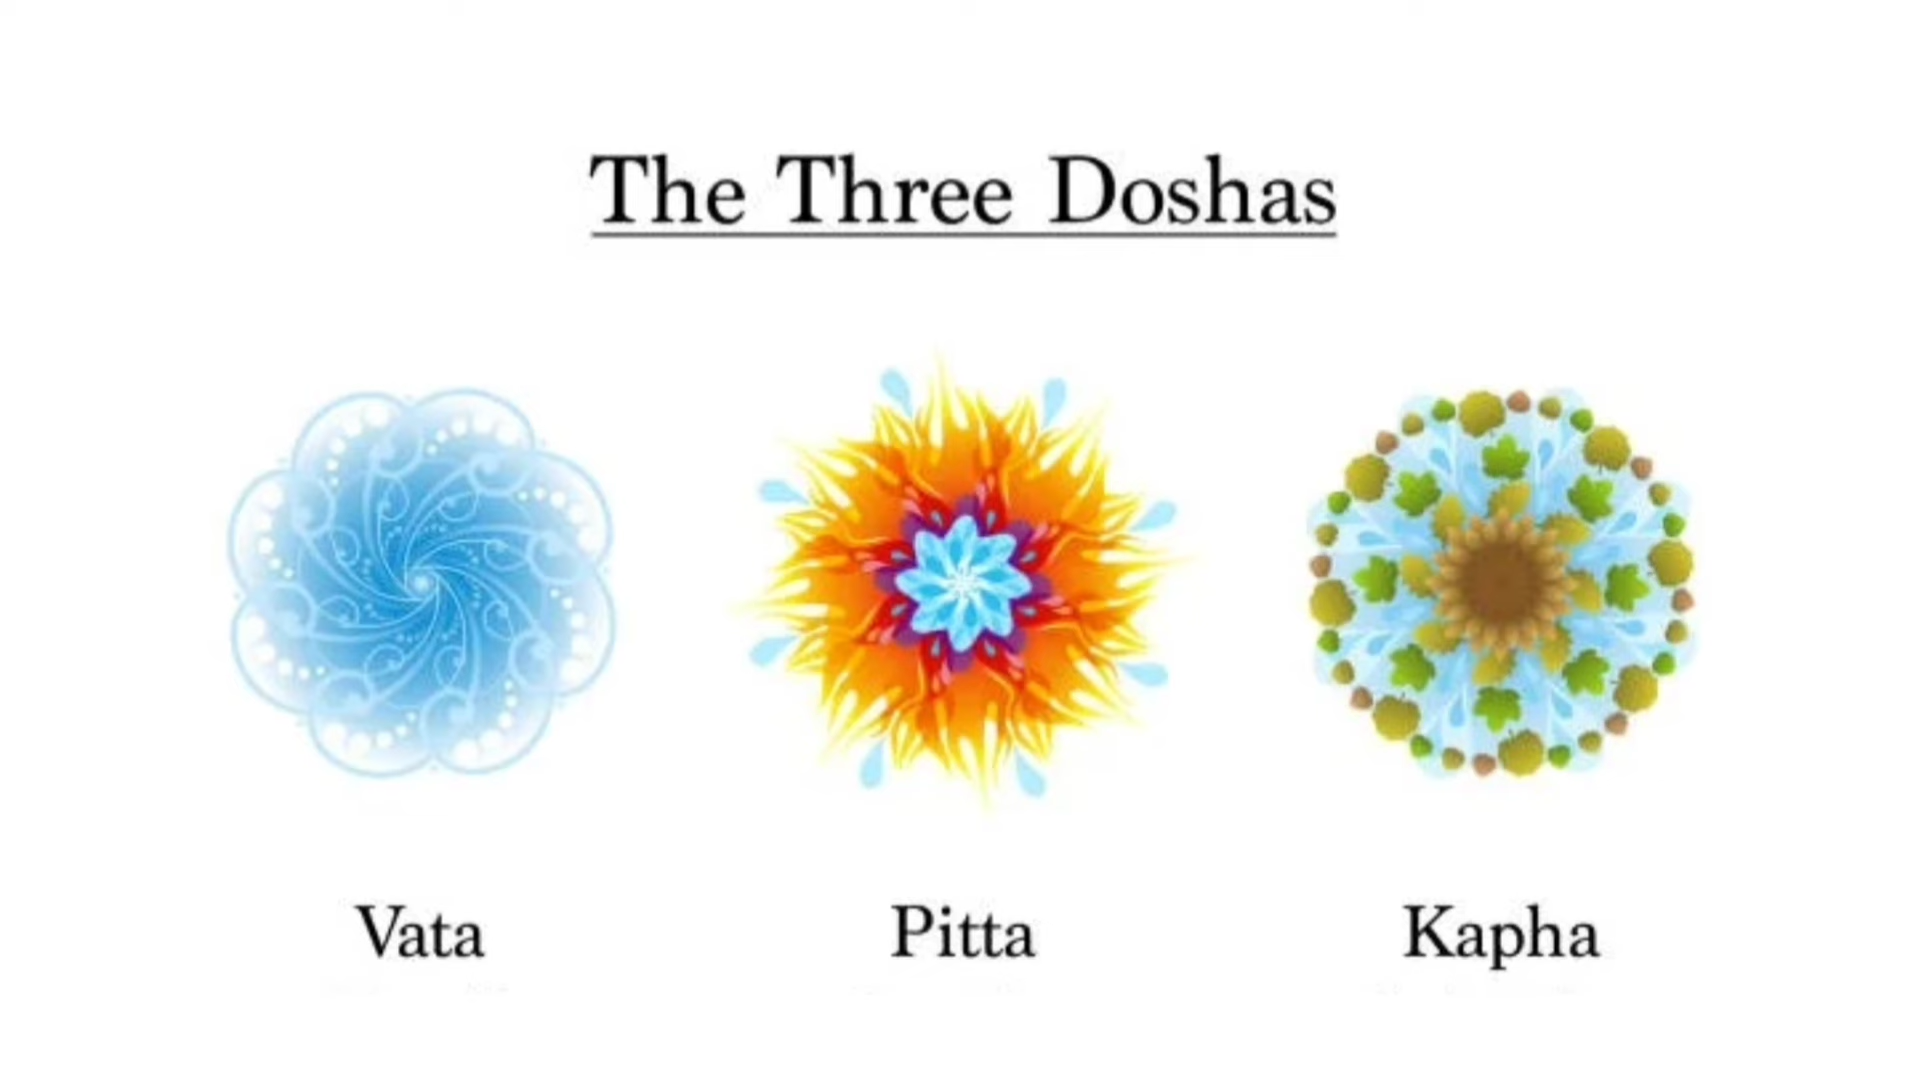 The Three Doshas
Vata
Pitta
Kapha